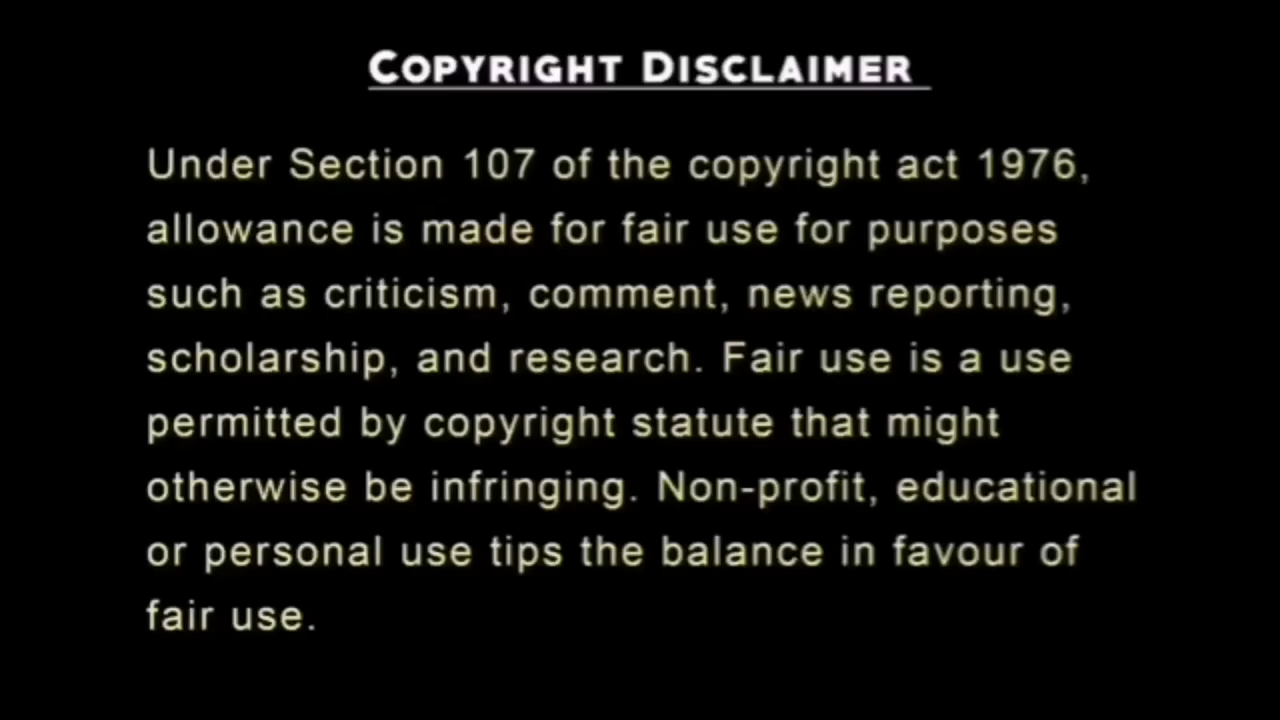 COPYRIGHT DISCLAIMER
Under Section 107 of the copyright act 1976,
allowance is made for fair use for purposes
such as criticism, comment, news reporting,
scholarship, and research. Fair use is a use
permitted by copyright statute that might
otherwise be infringing. Non-profit, educational
or personal use tips the balance in favour of
fair use.